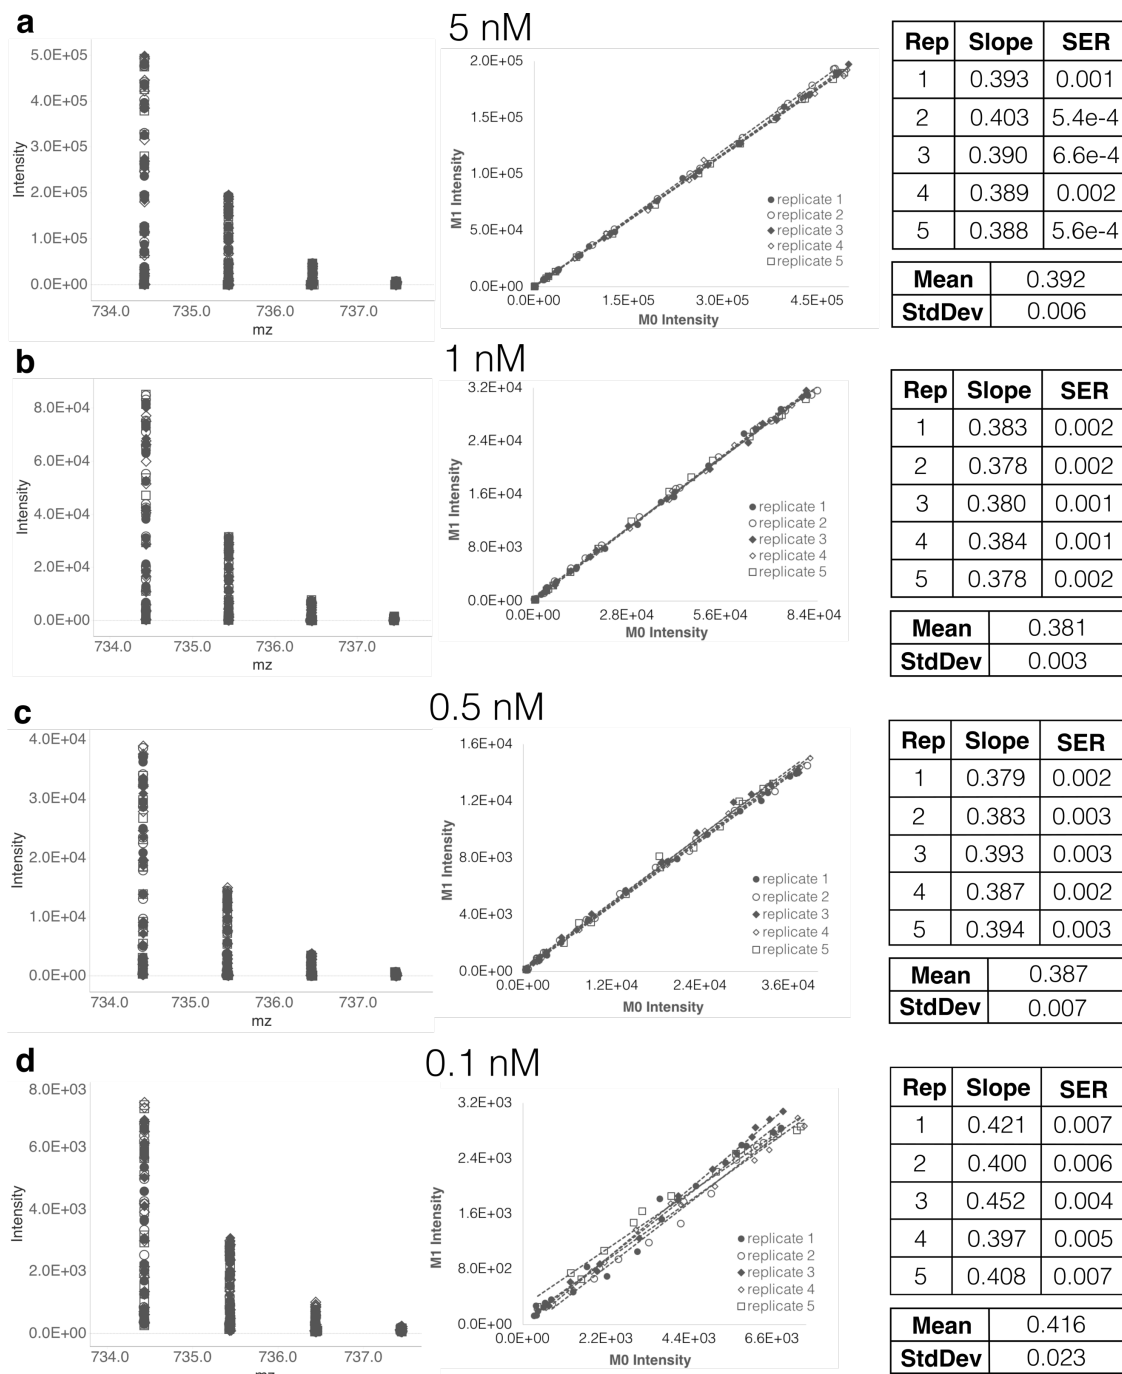 a
5 nM
5.0E+05
4.0E+05
3.0E+05
2.0E+05
1.0E+05
0.0E+00
Intensity
734.0 735.0 736.0 737.0
mz
2.0E+05
1.5E+05
1.0E+05
5.0E+04
0.0E+00
M1 Intensity
0.0E+00 1.5E+05 3.0E+05 4.5E+05
M0 Intensity
replicate 1
replicate 2
replicate 3
replicate 4
replicate 5
Rep Slope SER
1 0.393 0.001
2 0.403 5.4e-4
3 0.390 6.6e-4
4 0.389 0.002
5 0.388 5.6e-4
Mean 0.392
StdDev 0.006
b
1 nM
8.0E+04
6.0E+04
4.0E+04
2.0E+04
0.0E+00
Intensity
734.0 735.0 736.0 737.0
mz
3.2E+04
2.4E+04
1.6E+04
8.0E+03
0.0E+00
M1 Intensity
0.0E+00 2.8E+04 5.6E+04 8.4E+04
M0 Intensity
replicate 1
replicate 2
replicate 3
replicate 4
replicate 5
Rep Slope SER
1 0.383 0.002
2 0.378 0.002
3 0.380 0.001
4 0.384 0.001
5 0.378 0.002
Mean 0.381
StdDev 0.003
c
0.5 nM
4.0E+04
3.0E+04
2.0E+04
1.0E+04
0.0E+00
Intensity
734.0 735.0 736.0 737.0
mz
1.6E+04
1.2E+04
8.0E+03
4.0E+03
0.0E+00
M1 Intensity
0.0E+00 1.2E+04 2.4E+04 3.6E+04
M0 Intensity
replicate 1
replicate 2
replicate 3
replicate 4
replicate 5
Rep Slope SER
1 0.379 0.002
2 0.383 0.003
3 0.393 0.003
4 0.387 0.002
5 0.394 0.003
Mean 0.387
StdDev 0.007
d
0.1 nM
8.0E+03
6.0E+03
4.0E+03
2.0E+03
0.0E+00
Intensity
734.0 735.0 736.0 737.0
mz
3.2E+03
2.4E+03
1.6E+03
8.0E+02
0.0E+00
M1 Intensity
0.0E+00 2.2E+03 4.4E+03 6.6E+03
M0 Intensity
replicate 1
replicate 2
replicate 3
replicate 4
replicate 5
Rep Slope SER
1 0.421 0.007
2 0.400 0.006
3 0.452 0.004
4 0.397 0.005
5 0.408 0.007
Mean 0.416
StdDev 0.023